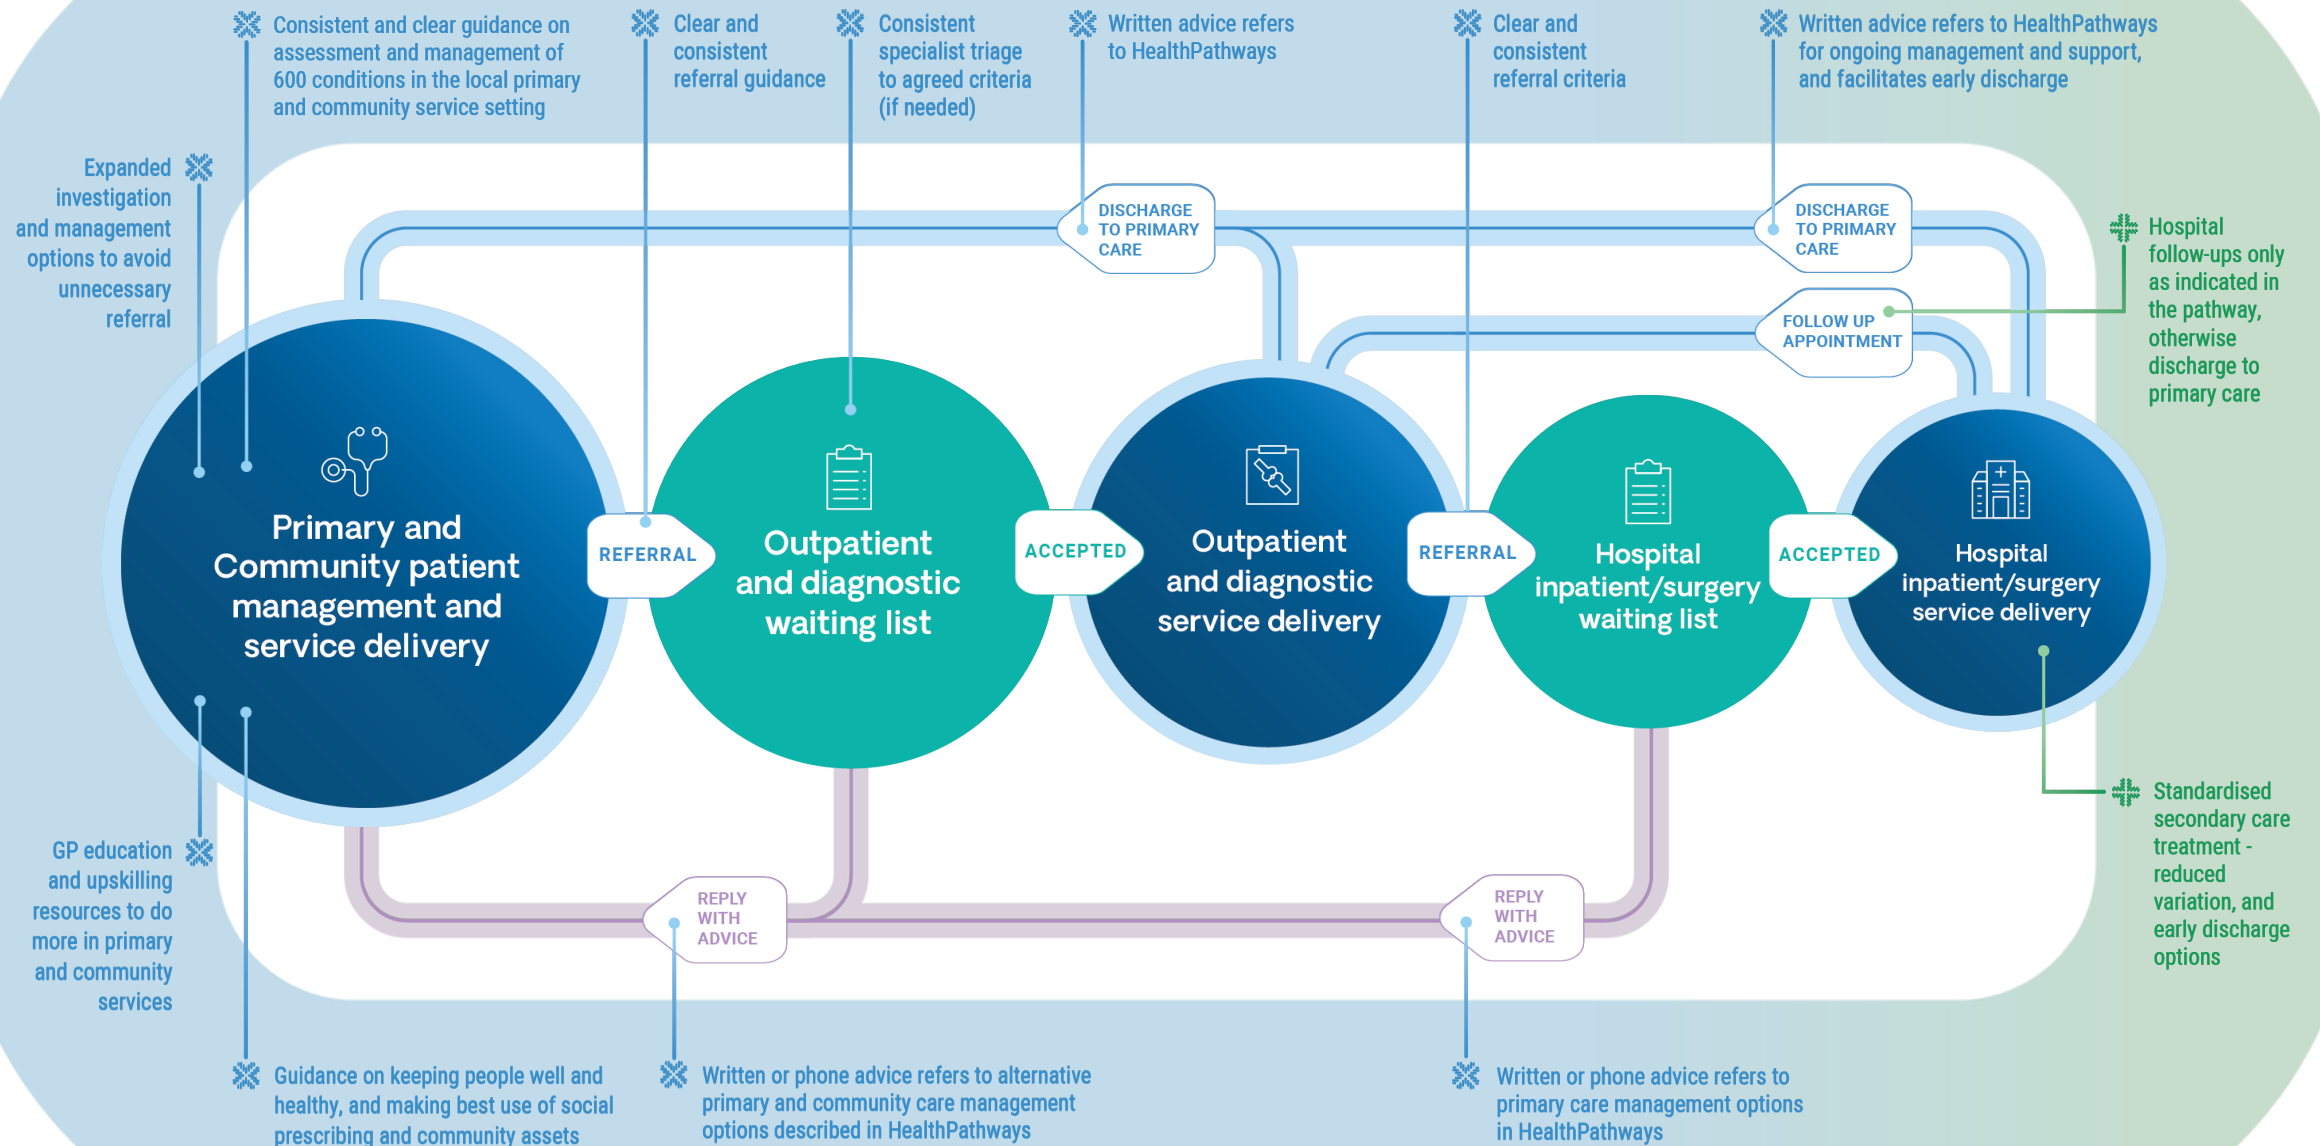 Consistent and clear guidance on
assessment and management of
600 conditions in the local primary
and community service setting
Clear and
consistent
referral guidance
Consistent
specialist triage
to agreed criteria
(if needed)
Written advice refers
to HealthPathways
Clear and
consistent
referral criteria
Written advice refers to HealthPathways
for ongoing management and support,
and facilitates early discharge
Expanded
investigation
and management
options to avoid
unnecessary
referral
DISCHARGE
TO PRIMARY
CARE
DISCHARGE
TO PRIMARY
CARE
FOLLOW UP
APPOINTMENT
Hospital
follow-ups only
as indicated in
the pathway,
otherwise
discharge to
primary care
Primary and
Community patient
management and
service delivery
REFERRAL
Outpatient
and diagnostic
waiting list
ACCEPTED
Outpatient
and diagnostic
service delivery
REFERRAL
Hospital
inpatient/surgery
waiting list
ACCEPTED
Hospital
inpatient/surgery
service delivery
GP education
and upskilling
resources to do
more in primary
and community
services
REPLY
WITH
ADVICE
REPLY
WITH
ADVICE
Standardised
secondary care
treatment -
reduced
variation, and
early discharge
options
Guidance on keeping people well and
healthy, and making best use of social
prescribing and community assets
Written or phone advice refers to alternative
primary and community care management
options described in HealthPathways
Written or phone advice refers to
primary care management options
in HealthPathways